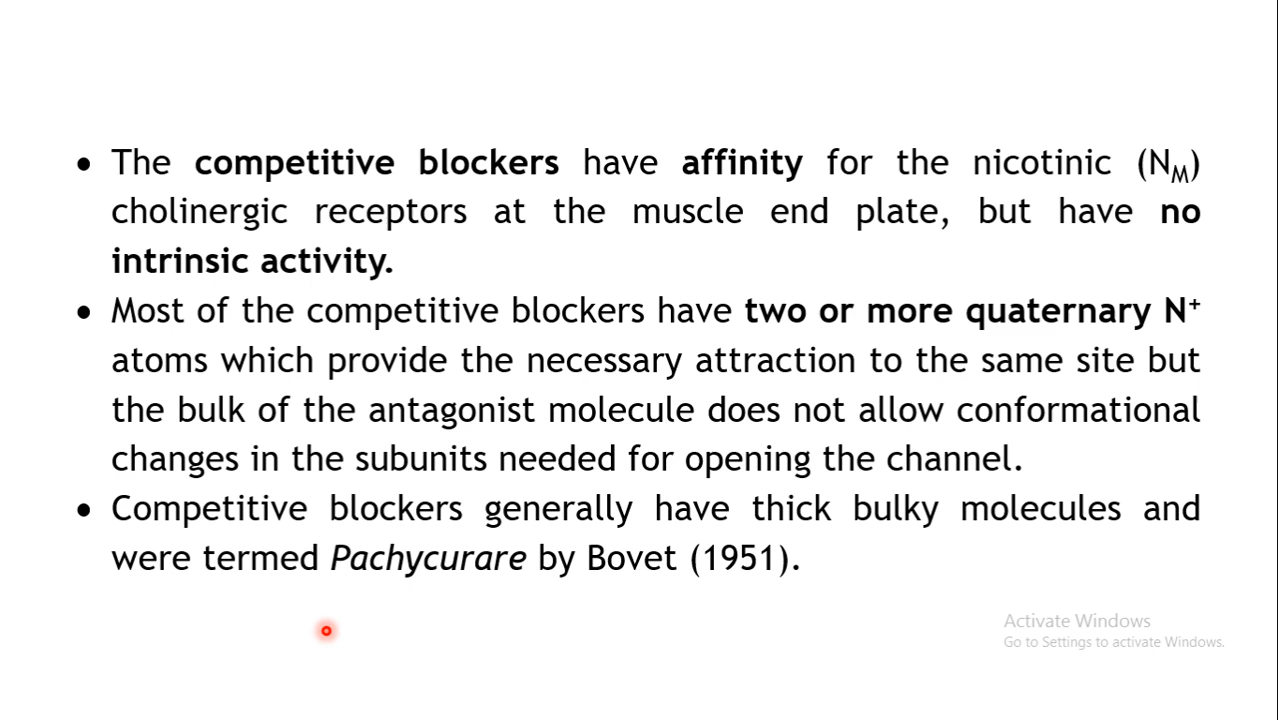 • The competitive blockers have affinity for the nicotinic (NM)
cholinergic receptors at the muscle end plate, but have no
intrinsic activity.
• Most of the competitive blockers have two or more quaternary N⁺
atoms which provide the necessary attraction to the same site but
the bulk of the antagonist molecule does not allow conformational
changes in the subunits needed for opening the channel.
• Competitive blockers generally have thick bulky molecules and
were termed Pachycurare by Bovet (1951).
Activate Windows
Go to Settings to activate Windows.